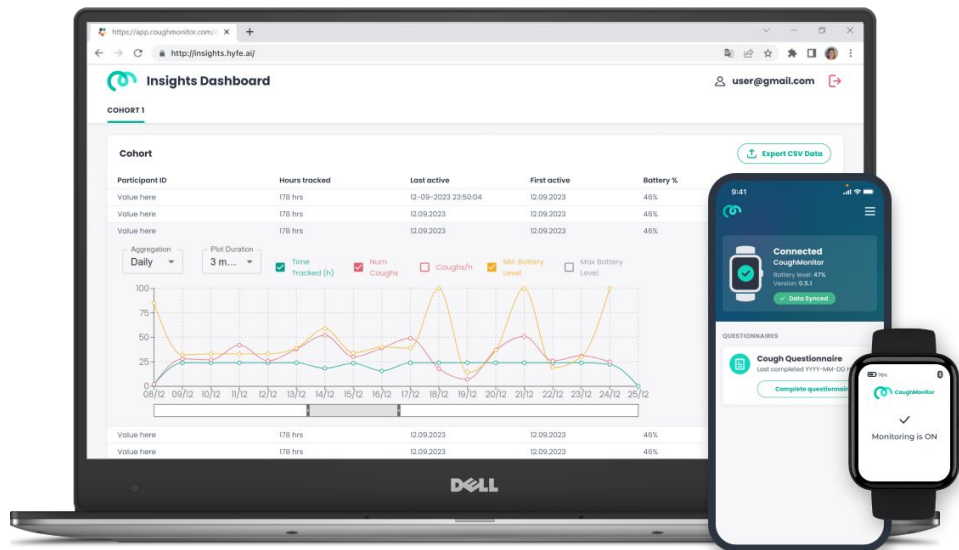 https://app.coughmonitor.com/
http://insights.hyfe.ai/
Insights Dashboard
user@gmail.com
COHORT 1
Cohort
Export CSV Data
Participant ID Hours tracked Last active First active Battery %
Value here 178 hrs 12-09-2023 23:50:04 12.09.2023 46%
Value here 178 hrs 12.09.2023 12.09.2023 46%
Value here 178 hrs 12.09.2023 12.09.2023 46%
Aggregation
Daily
Plot Duration
3 m...
Time
Tracked (h)
Num
Coughs
Coughs/h
Min Battery
Level
Max Battery
Level
100
75
50
25
0
08/12 09/12 10/12 11/12 12/12 13/12 14/12 15/12 16/12 17/12 18/12 19/12 20/12 21/12 22/12 23/12 24/12 25/12
Value here 178 hrs 12.09.2023 12.09.2023 46%
Value here 178 hrs 12.09.2023 12.09.2023 46%
DELL
9:41
Connected
CoughMonitor
Battery level: 47%
Version: 0.5.1
Data Synced
QUESTIONNAIRES
Cough Questionnaire
Last completed YYYY-MM-DD
Complete questionnair
76%
CoughMonitor
Monitoring is ON